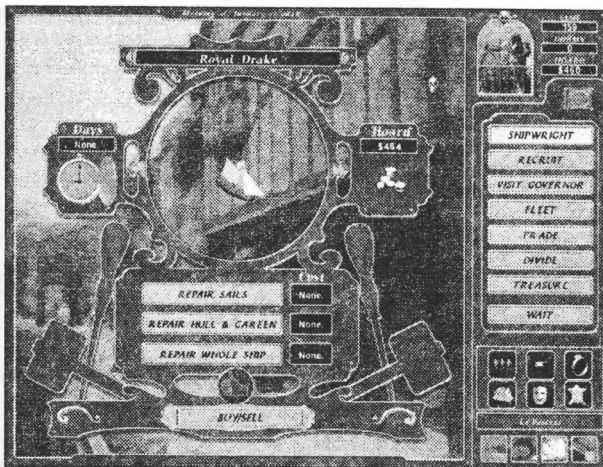 Royal Drake
Days
None
Hoard
$464
Cost
REPAIR SAILS
None.
REPAIR HULL & CAREEN
None.
REPAIR WHOLE SHIP
None.
BUY/SELL
SHIPWRIGHT
RECRUIT
VISIT GOVERNOR
FLEET
TRADE
DIVIDE
TREASURE
WAIT